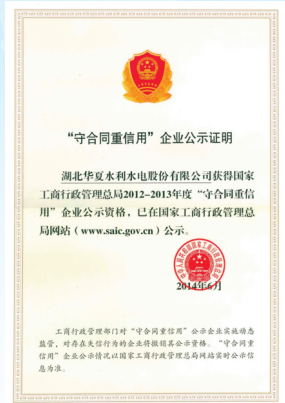 “守合同重信用”企业公示证明
湖北华夏水利水电股份有限公司获得国家
工商行政管理总局2012-2013年度“守合同重信
用”企业公示资格，已在国家工商行政管理总
局网站（www.saic.gov.cn）公示。
2014年6月
工商行政管理部门对“守合同重信用”公示企业实施动态
监管，对存在失信行为的企业将撤销其公示资格。“守合同重
信用”企业公示情况以国家工商行政管理总局网站实时公示信
息为准。